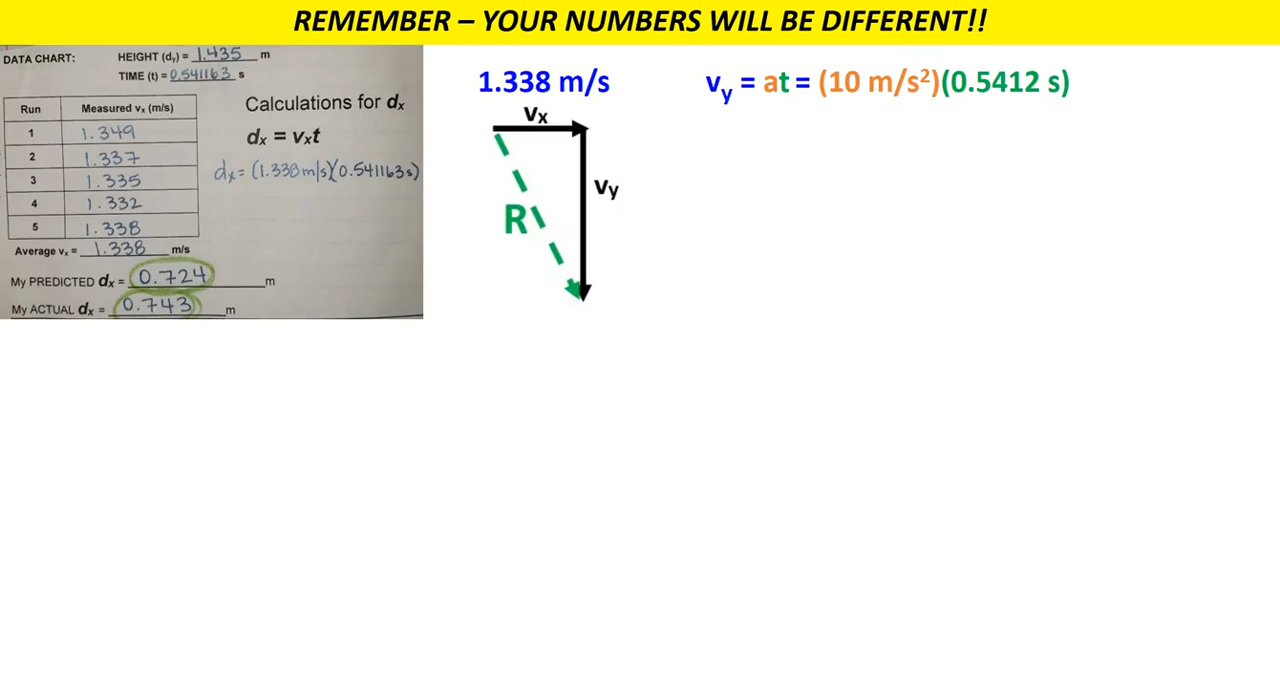 REMEMBER – YOUR NUMBERS WILL BE DIFFERENT!!
DATA CHART: HEIGHT (dy) = 1.435 m
TIME (t) = 0.541163 s
Run Measured vx (m/s)
1 1.349
2 1.337
3 1.335
4 1.332
5 1.338
Average vx = 1.338 m/s
My PREDICTED dx = 0.724 m
My ACTUAL dx = 0.743 m
Calculations for dx
dx = vxt
dx = (1.338 m/s)(0.541163 s)
1.338 m/s
vx
vy
R
vy = at = (10 m/s²)(0.5412 s)